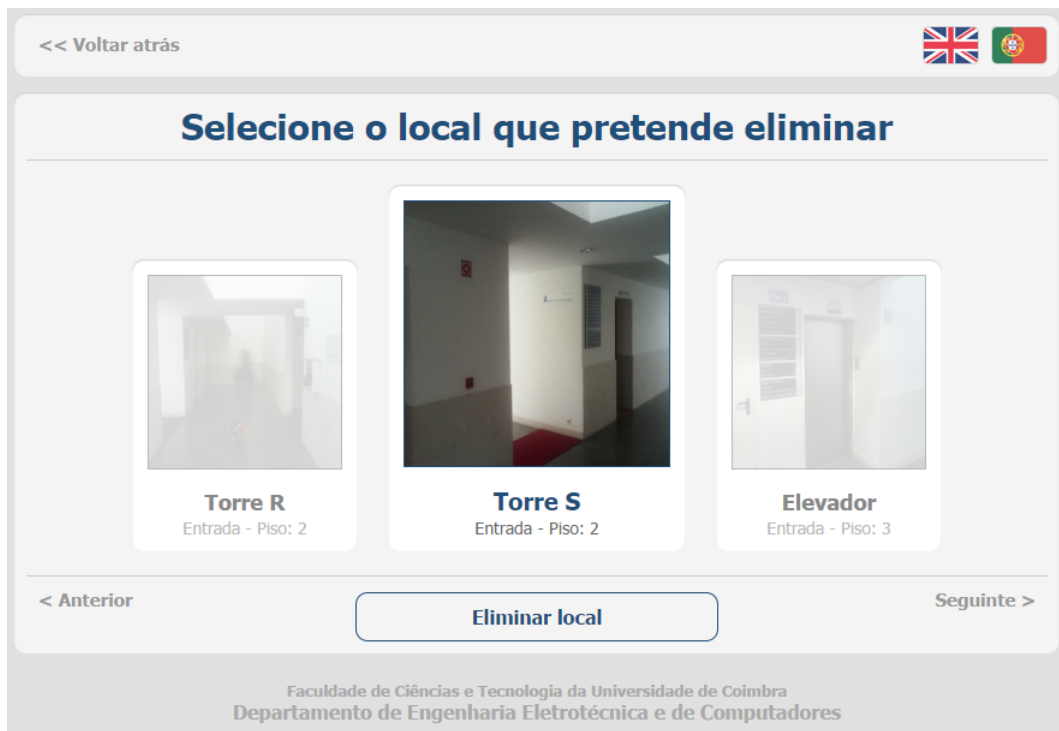 << Voltar atrás
Selecione o local que pretende eliminar
Torre R
Entrada - Piso: 2
Torre S
Entrada - Piso: 2
Elevador
Entrada - Piso: 3
< Anterior
Eliminar local
Seguinte >
Faculdade de Ciências e Tecnologia da Universidade de Coimbra
Departamento de Engenharia Eletrotécnica e de Computadores